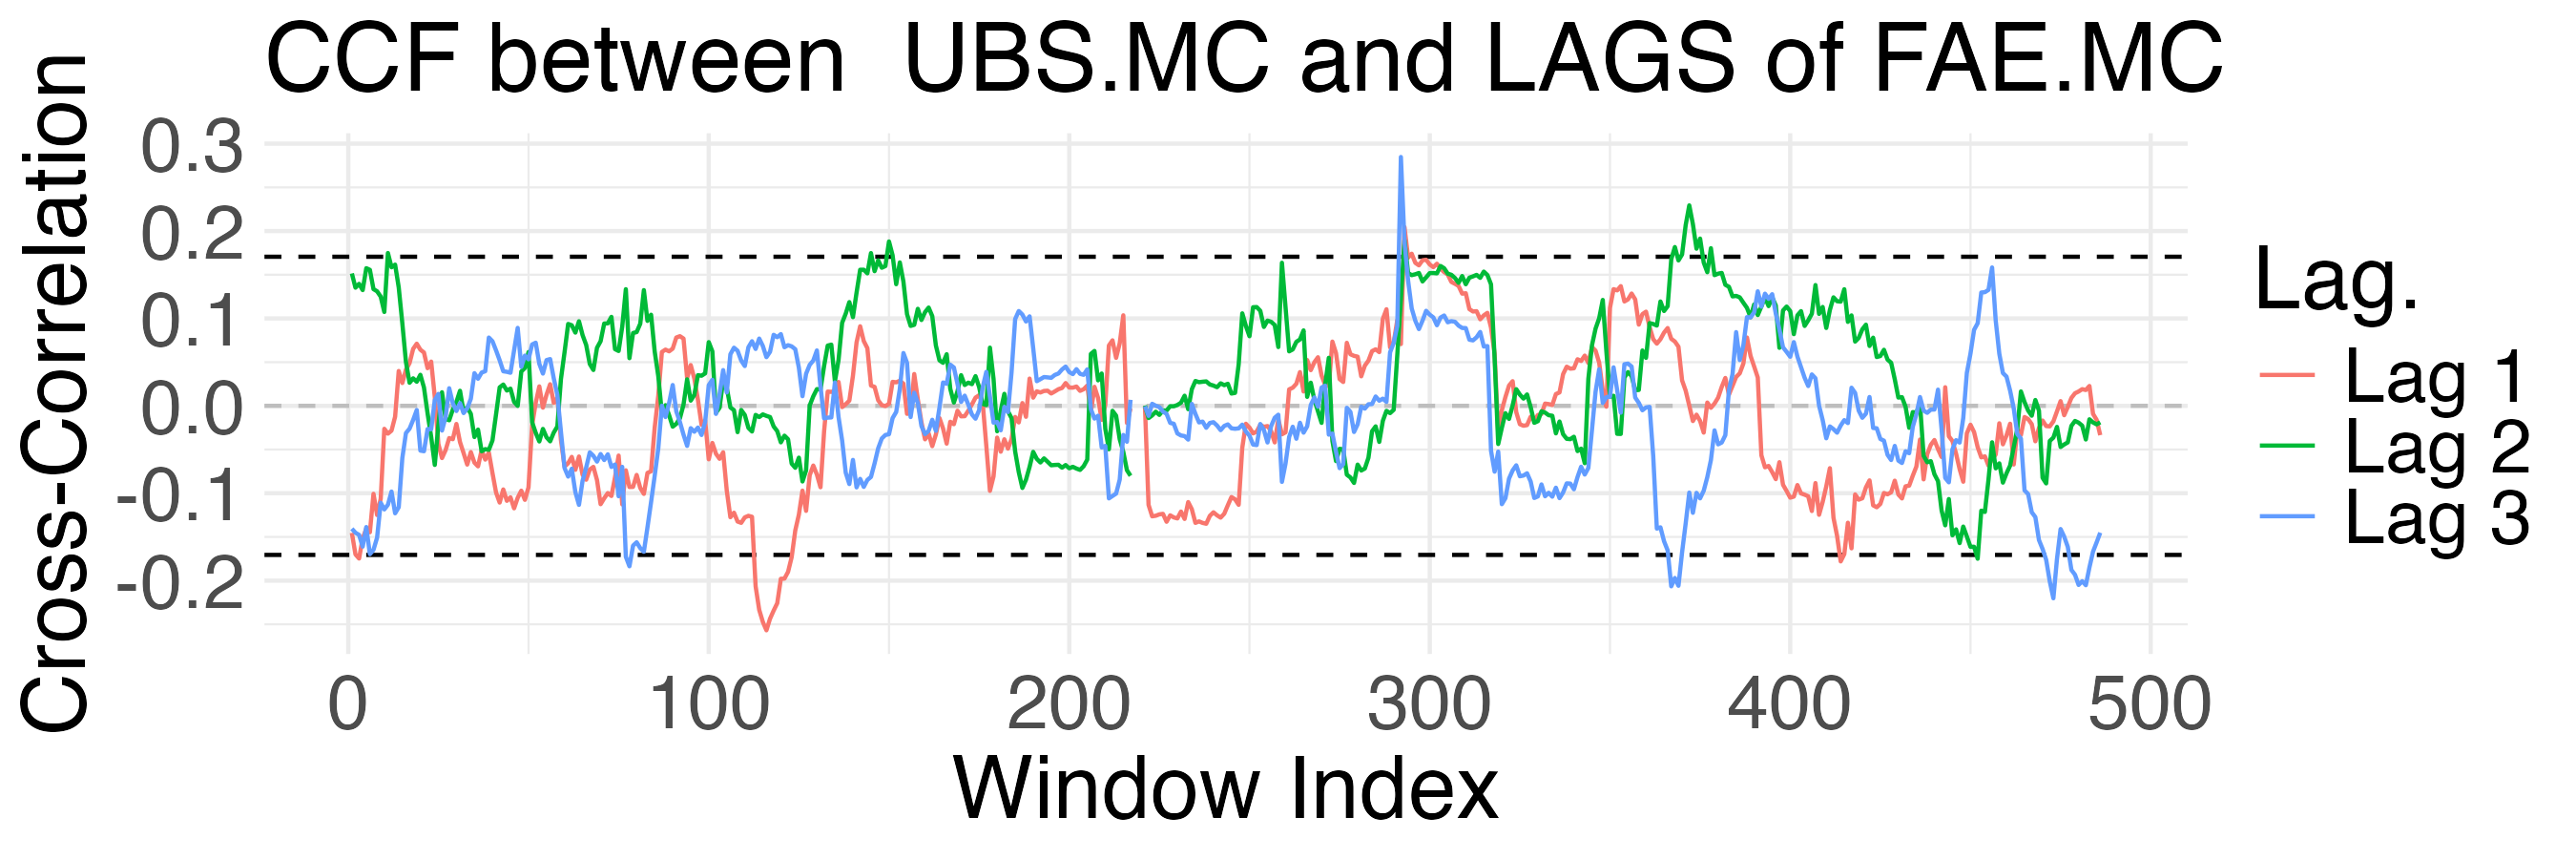 CCF between  UBS.MC and LAGS of FAE.MC
Cross-Correlation
0.3
0.2
0.1
0.0
-0.1
-0.2
0 100 200 300 400 500
Window Index
Lag.
Lag 1
Lag 2
Lag 3